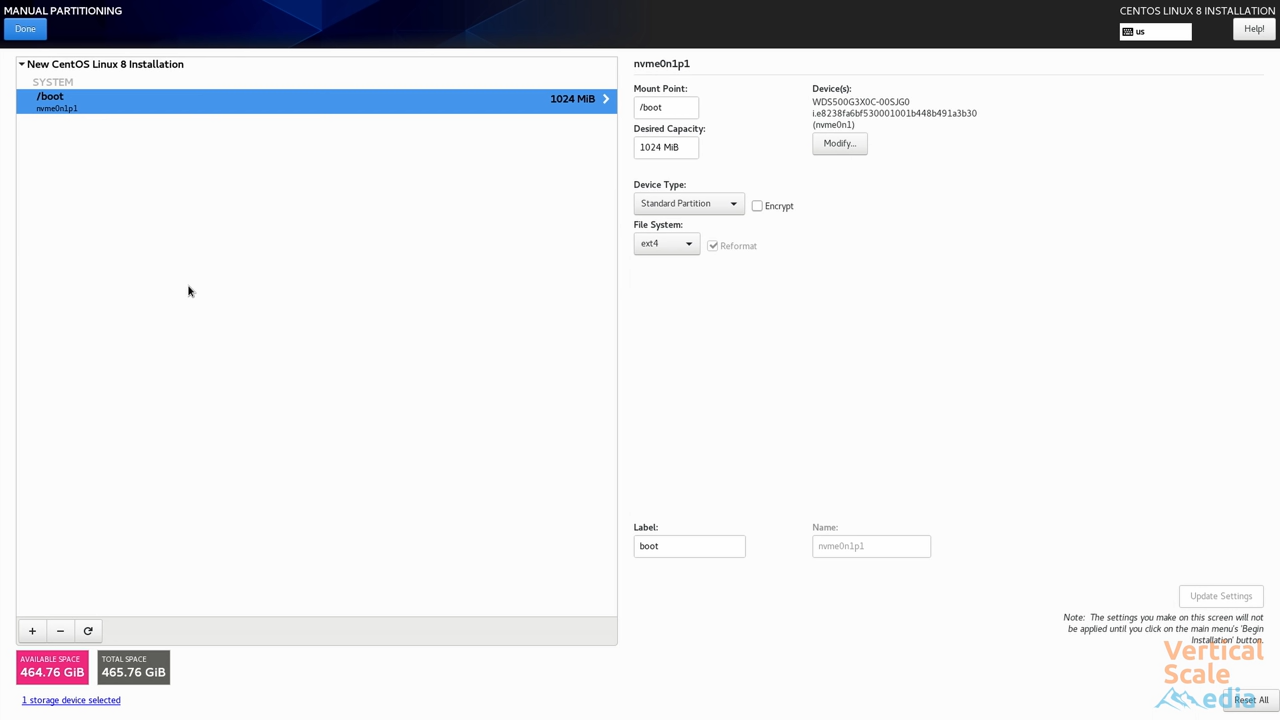 MANUAL PARTITIONING
CENTOS LINUX 8 INSTALLATION
Done
us
Help!
New CentOS Linux 8 Installation
SYSTEM
/boot
nvme0n1p1
1024 MiB
nvme0n1p1
Mount Point:
/boot
Desired Capacity:
1024 MiB
Device(s):
WDS500G3X0C-00SJG0
i.e8238fa6bf530001001b448b491a3b30
(nvme0n1)
Modify...
Device Type:
Standard Partition
Encrypt
File System:
ext4
Reformat
Label:
boot
Name:
nvme0n1p1
Update Settings
Note: The settings you make on this screen will not
be applied until you click on the main menu's 'Begin
Installation' button.
+
−
AVAILABLE SPACE
464.76 GiB
TOTAL SPACE
465.76 GiB
1 storage device selected
Vertical
Scale
Media
Reset All